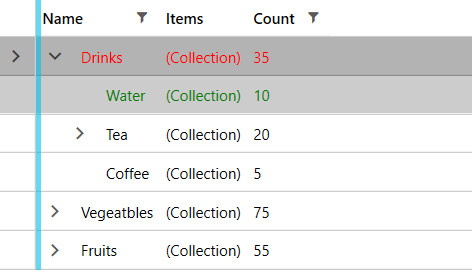 Name Items Count
Drinks (Collection) 35
Water (Collection) 10
Tea (Collection) 20
Coffee (Collection) 5
Vegeatbles (Collection) 75
Fruits (Collection) 55